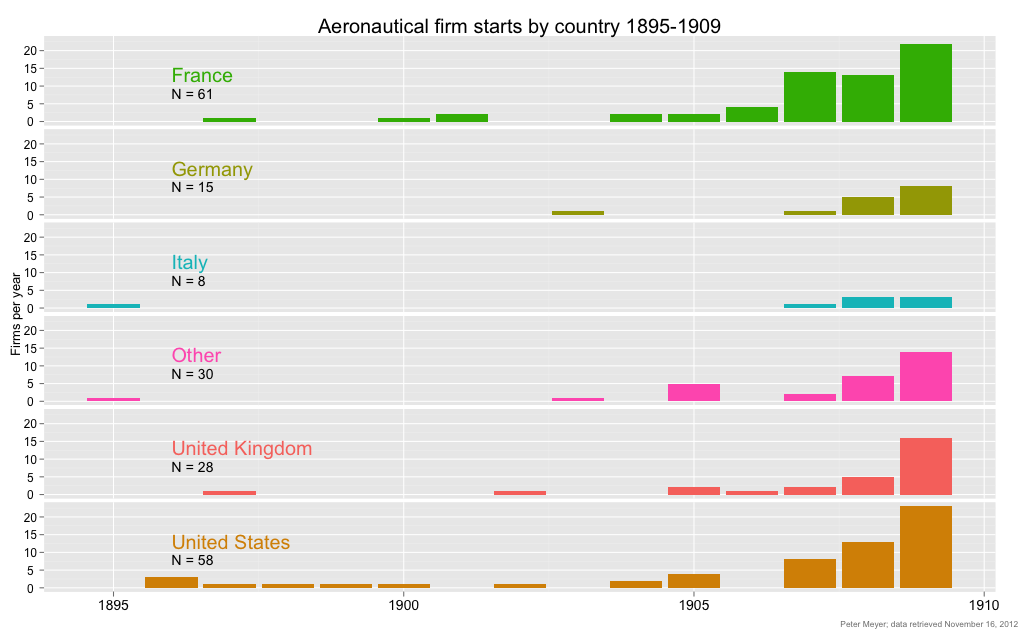 Aeronautical firm starts by country 1895-1909
Firms per year
20
15
10
5
0
France
N = 61
20
15
10
5
0
Germany
N = 15
20
15
10
5
0
Italy
N = 8
20
15
10
5
0
Other
N = 30
20
15
10
5
0
United Kingdom
N = 28
20
15
10
5
0
United States
N = 58
1895 1900 1905 1910
Peter Meyer; data retrieved November 16, 2012